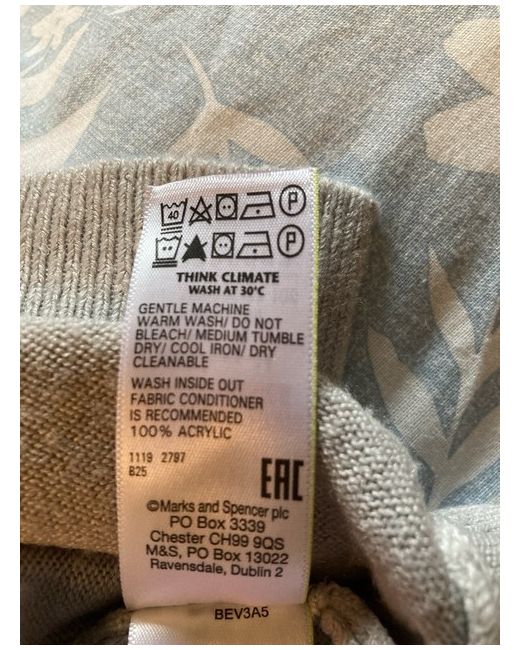 40 P
P
THINK CLIMATE
WASH AT 30°C
GENTLE MACHINE
WARM WASH/ DO NOT
BLEACH/ MEDIUM TUMBLE
DRY/ COOL IRON/ DRY
CLEANABLE
WASH INSIDE OUT
FABRIC CONDITIONER
IS RECOMMENDED
100% ACRYLIC
1119 2797
B25
EAC
©Marks and Spencer plc
PO Box 3339
Chester CH99 9QS
M&S, PO Box 13022
Ravensdale, Dublin 2
BEV3A5